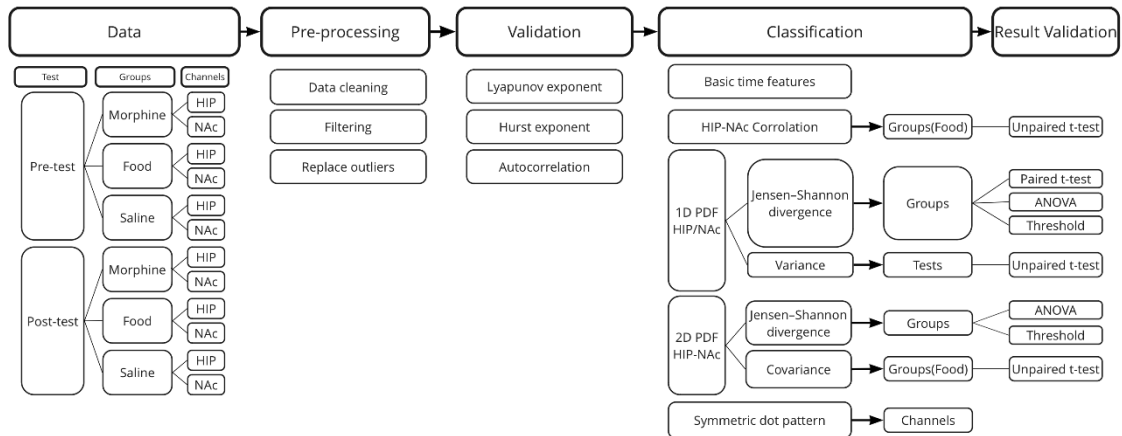 Data
Pre-processing
Validation
Classification
Result Validation
Test
Groups
Channels
Pre-test
Morphine
HIP
NAc
Food
HIP
NAc
Saline
HIP
NAc
Post-test
Morphine
HIP
NAc
Food
HIP
NAc
Saline
HIP
NAc
Data cleaning
Filtering
Replace outliers
Lyapunov exponent
Hurst exponent
Autocorrelation
Basic time features
HIP-NAc Corrolation
Groups(Food)
Unpaired t-test
1D PDF
HIP/NAc
Jensen–Shannon
divergence
Groups
Paired t-test
ANOVA
Threshold
Variance
Tests
Unpaired t-test
2D PDF
HIP-NAc
Jensen–Shannon
divergence
Groups
ANOVA
Threshold
Covariance
Groups(Food)
Unpaired t-test
Symmetric dot pattern
Channels